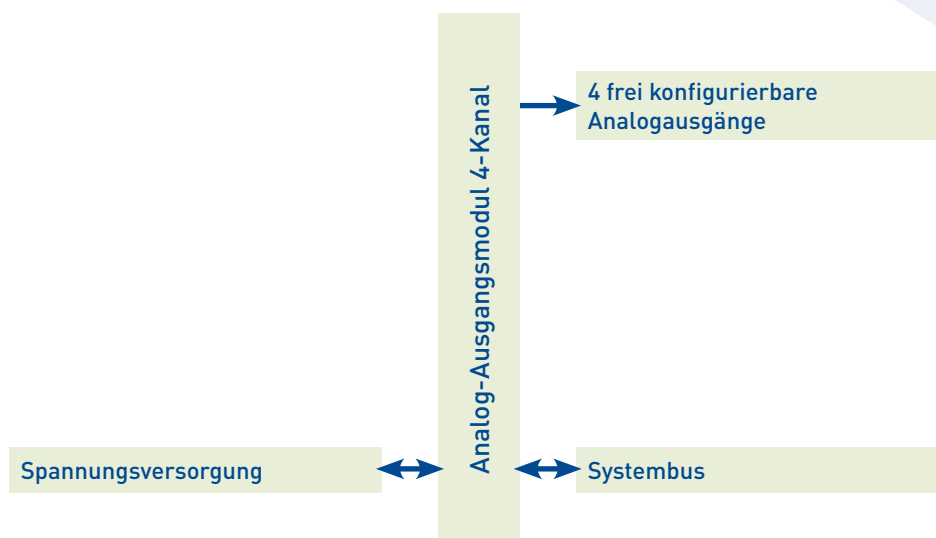 4 frei konfigurierbare
Analogausgänge
Analog-Ausgangsmodul 4-Kanal
Spannungsversorgung
Systembus